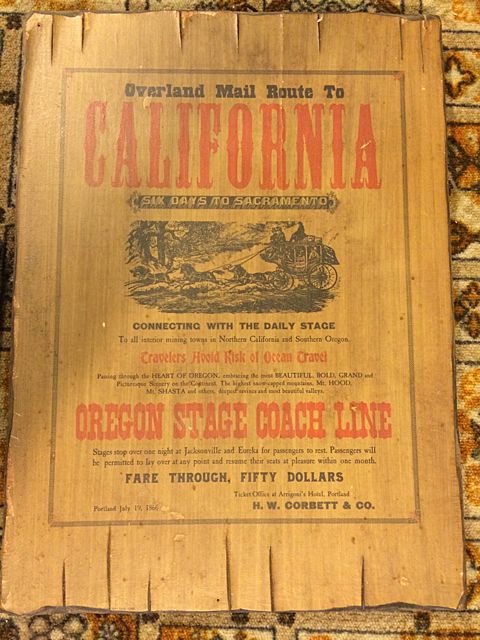 Overland Mail Route To
CALIFORNIA
SIX DAYS TO SACRAMENTO
CONNECTING WITH THE DAILY STAGE
To all interior mining towns in Northern California and Southern Oregon.
Travelers Avoid Risk of Ocean Travel
Passing through the HEART OF OREGON, embracing the most BEAUTIFUL, BOLD, GRAND and
Picturesque Scenery on the Continent. The highest snow-capped mountains, Mt. HOOD,
Mt. SHASTA and others, deepest ravines and most beautiful valleys.
OREGON STAGE COACH LINE
Stages stop over one night at Jacksonville and Eureka for passengers to rest. Passengers will
be permitted to lay over at any point and resume their seats at pleasure within one month.
FARE THROUGH, FIFTY DOLLARS
Ticket Office at Arrigoni's Hotel, Portland
Portland July 19, 1866 H. W. CORBETT & CO.